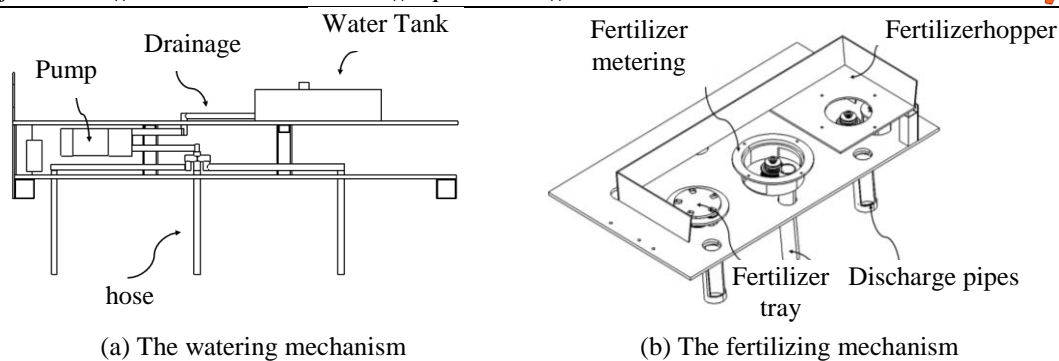 Water Tank
Drainage
Pump
hose
(a) The watering mechanism
Fertilizer
metering
Fertilizerhopper
Fertilizer
tray
Discharge pipes
(b) The fertilizing mechanism